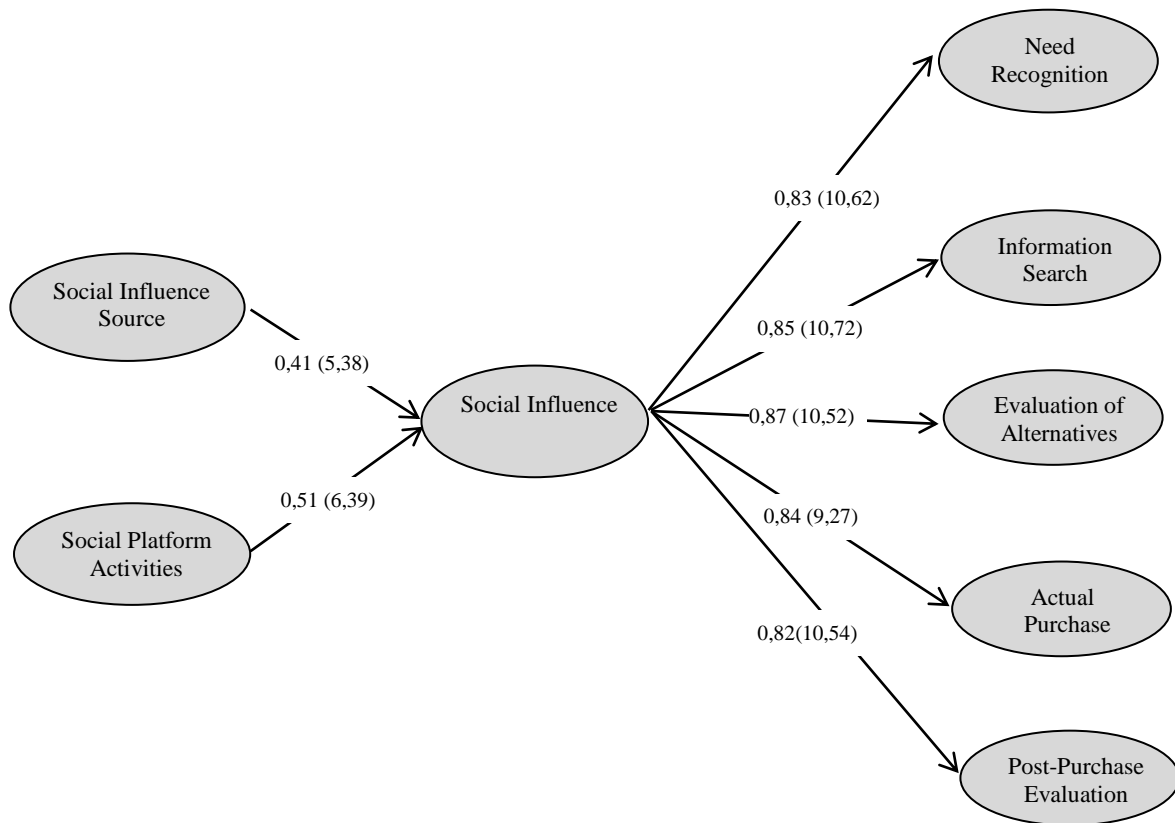 Need
Recognition
0,83 (10,62)
Information
Search
Social Influence
Source
0,85 (10,72)
0,41 (5,38)
Social Influence
Evaluation of
Alternatives
0,87 (10,52)
0,51 (6,39)
0,84 (9,27)
Social Platform
Activities
Actual
Purchase
0,82(10,54)
Post-Purchase
Evaluation